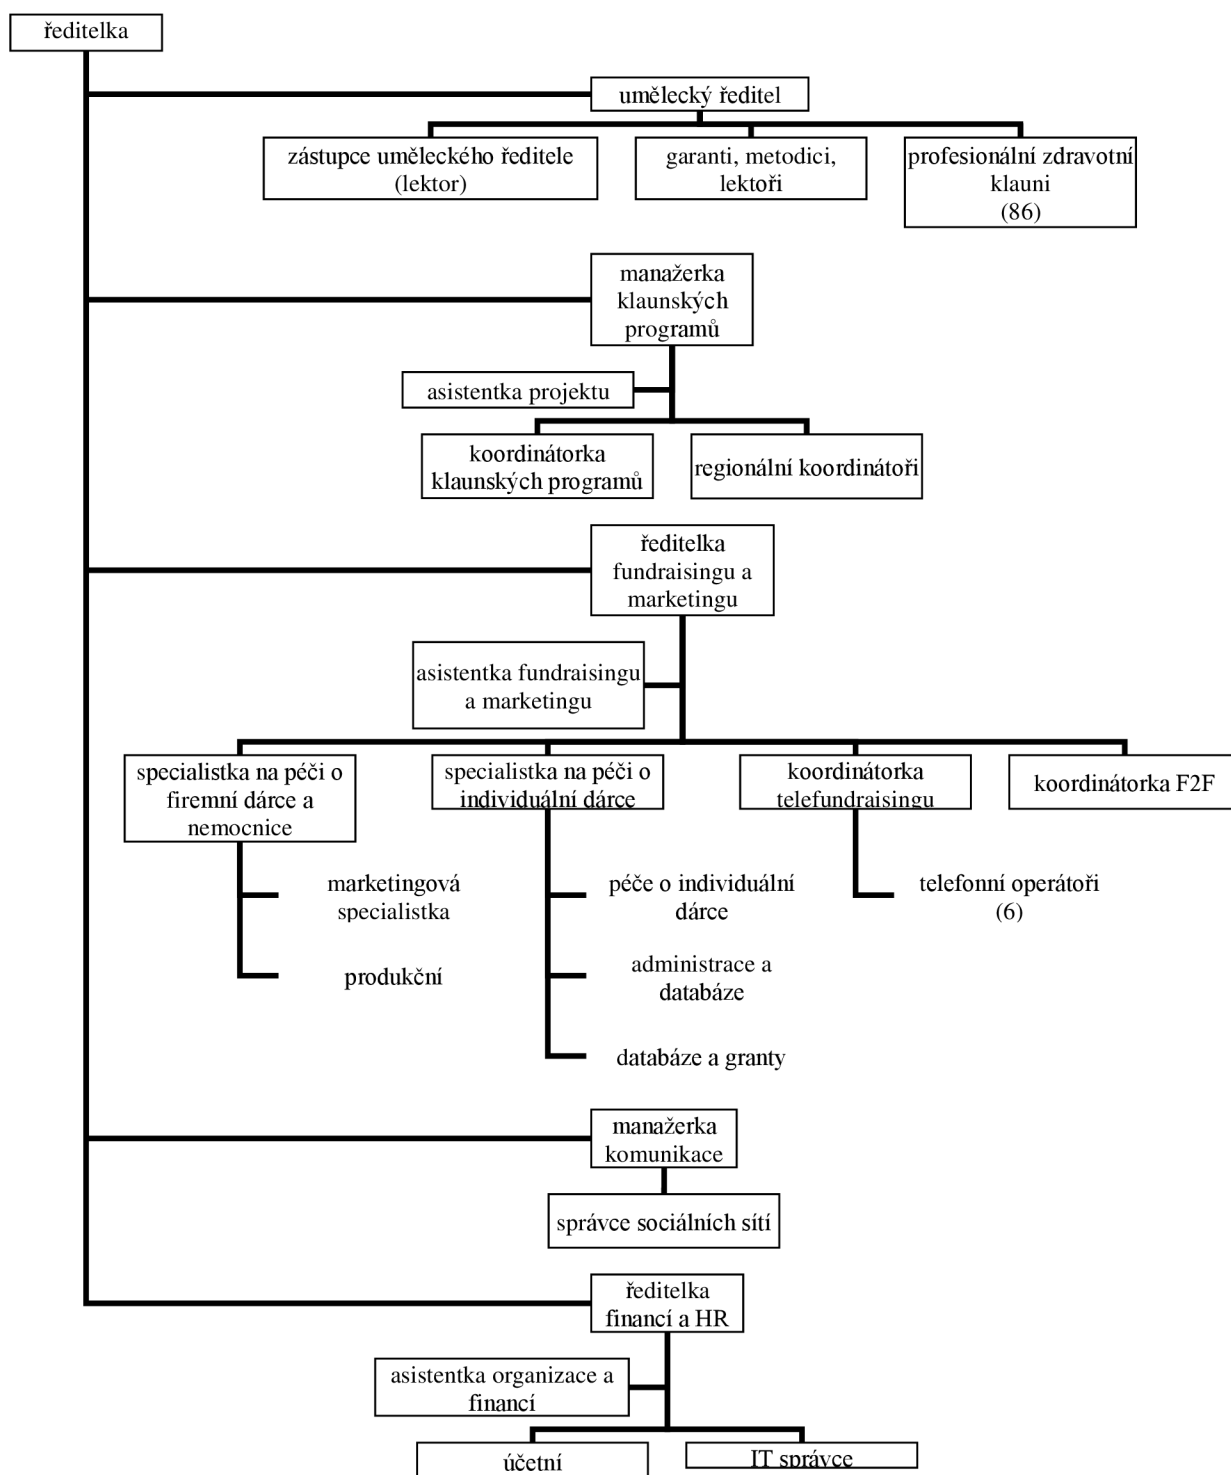 ředitelka
umělecký ředitel
zástupce uměleckého ředitele
(lektor)
garanti, metodici,
lektoři
profesionální zdravotní
klauni
(86)
manažerka
klaunských
programů
asistentka projektu
koordinátorka
klaunských programů
regionální koordinátoři
ředitelka
fundraisingu a
marketingu
asistentka fundraisingu
a marketingu
specialistka na péči o
firemní dárce a
nemocnice
specialistka na péči o
individuální dárce
koordinátorka
telefundraisingu
koordinátorka F2F
marketingová
specialistka
produkční
péče o individuální
dárce
administrace a
databáze
databáze a granty
telefonní operátoři
(6)
manažerka
komunikace
správce sociálních sítí
ředitelka
financí a HR
asistentka organizace a
financí
účetní
IT správce